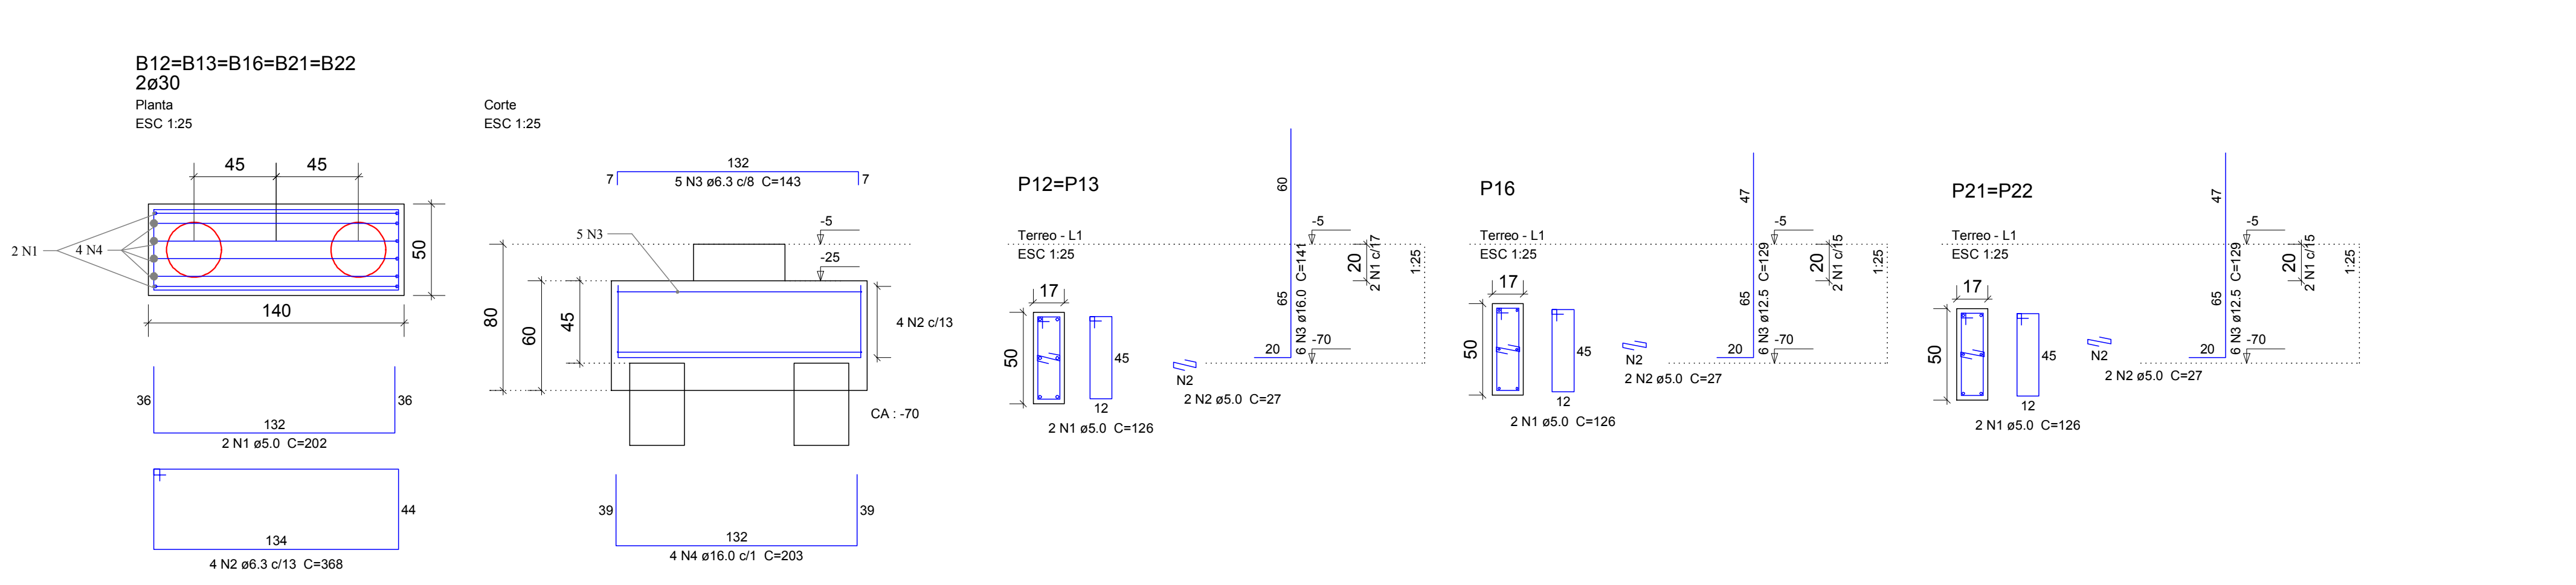 B12=B13=B16=B21=B22
2ø30
Planta
ESC 1:25
45
45
2 N1
4 N4
50
140
36
36
132
2 N1 ø5.0 C=202
44
134
4 N2 ø6.3 c/13 C=368
Corte
ESC 1:25
132
7
7
5 N3 ø6.3 c/8 C=143
5 N3
-5
-25
80
60
45
4 N2 c/13
CA : -70
39
39
132
4 N4 ø16.0 c/1 C=203
P12=P13
Terreo - L1
ESC 1:25
17
50
45
12
2 N1 ø5.0 C=126
N2
2 N2 ø5.0 C=27
60
65
20
6 N3 ø16.0 C=141
-5
-70
20
2 N1 c/17
1:25
P16
Terreo - L1
ESC 1:25
17
50
45
12
2 N1 ø5.0 C=126
N2
2 N2 ø5.0 C=27
47
65
20
6 N3 ø12.5 C=129
-5
-70
20
2 N1 c/15
1:25
P21=P22
Terreo - L1
ESC 1:25
17
50
45
12
2 N1 ø5.0 C=126
N2
2 N2 ø5.0 C=27
47
65
20
6 N3 ø12.5 C=129
-5
-70
20
2 N1 c/15
1:25